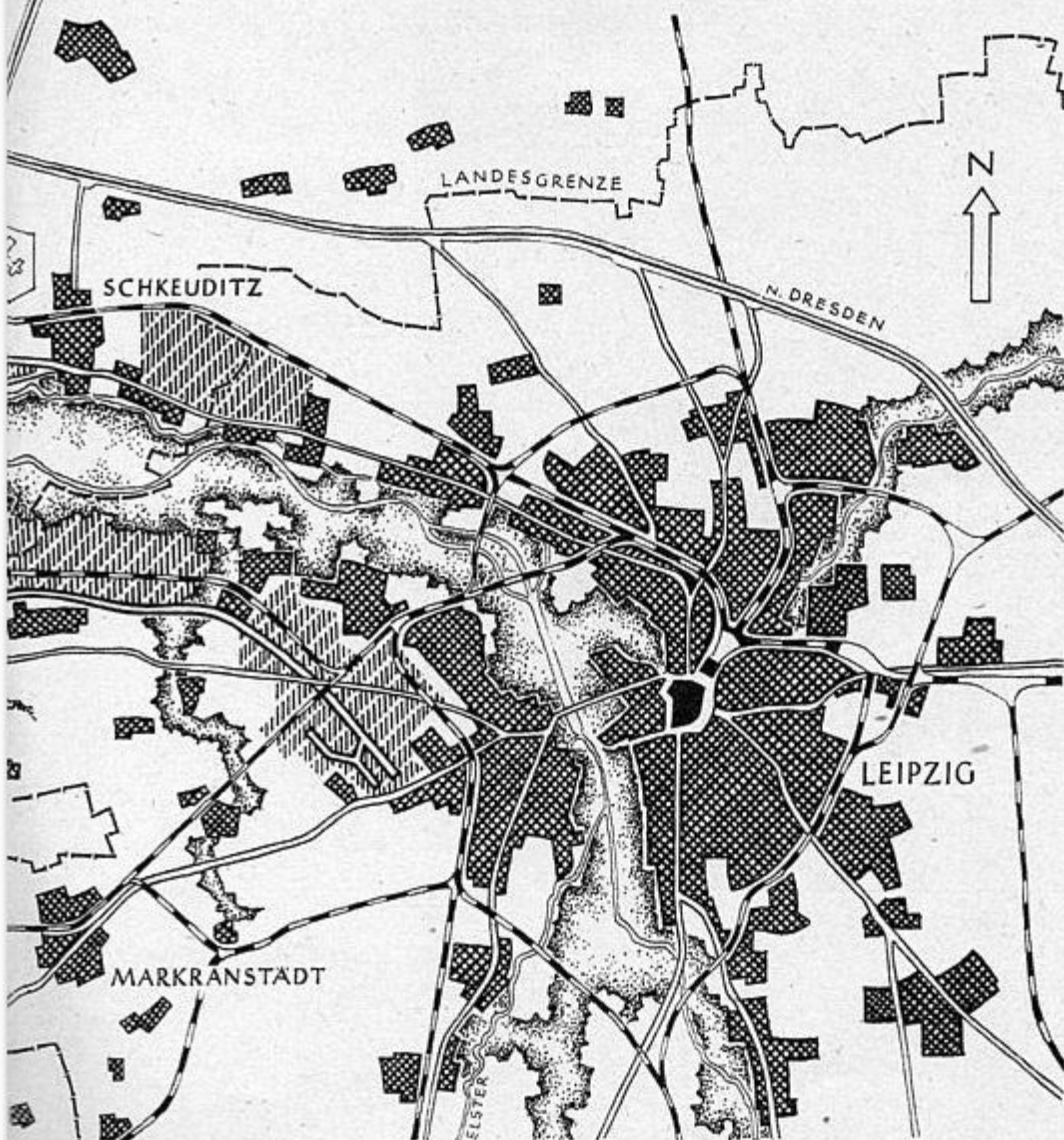 LANDESGRENZE
N
SCHKEUDITZ
N. DRESDEN
LEIPZIG
MARKRANSTÄDT
ELSTER